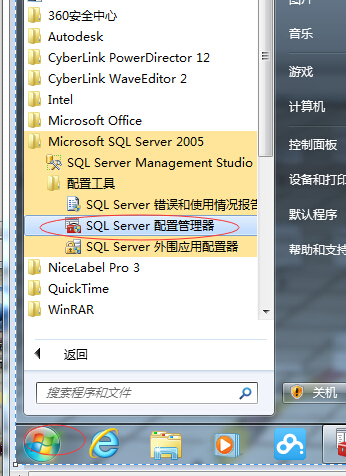 360安全中心
Autodesk
CyberLink PowerDirector 12
CyberLink WaveEditor 2
Intel
Microsoft Office
Microsoft SQL Server 2005
SQL Server Management Studio
配置工具
SQL Server 错误和使用情况报告
SQL Server 配置管理器
SQL Server 外围应用配置器
NiceLabel Pro 3
QuickTime
WinRAR
返回
搜索程序和文件
图片
音乐
游戏
计算机
控制面板
设备和打印
默认程序
帮助和支持
关机